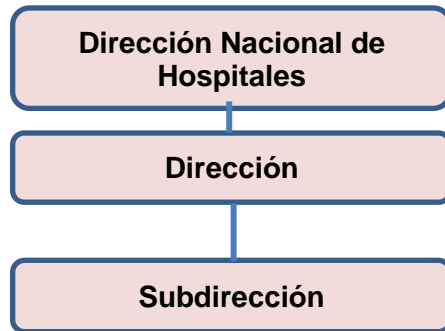 Dirección Nacional de
Hospitales
Dirección
Subdirección